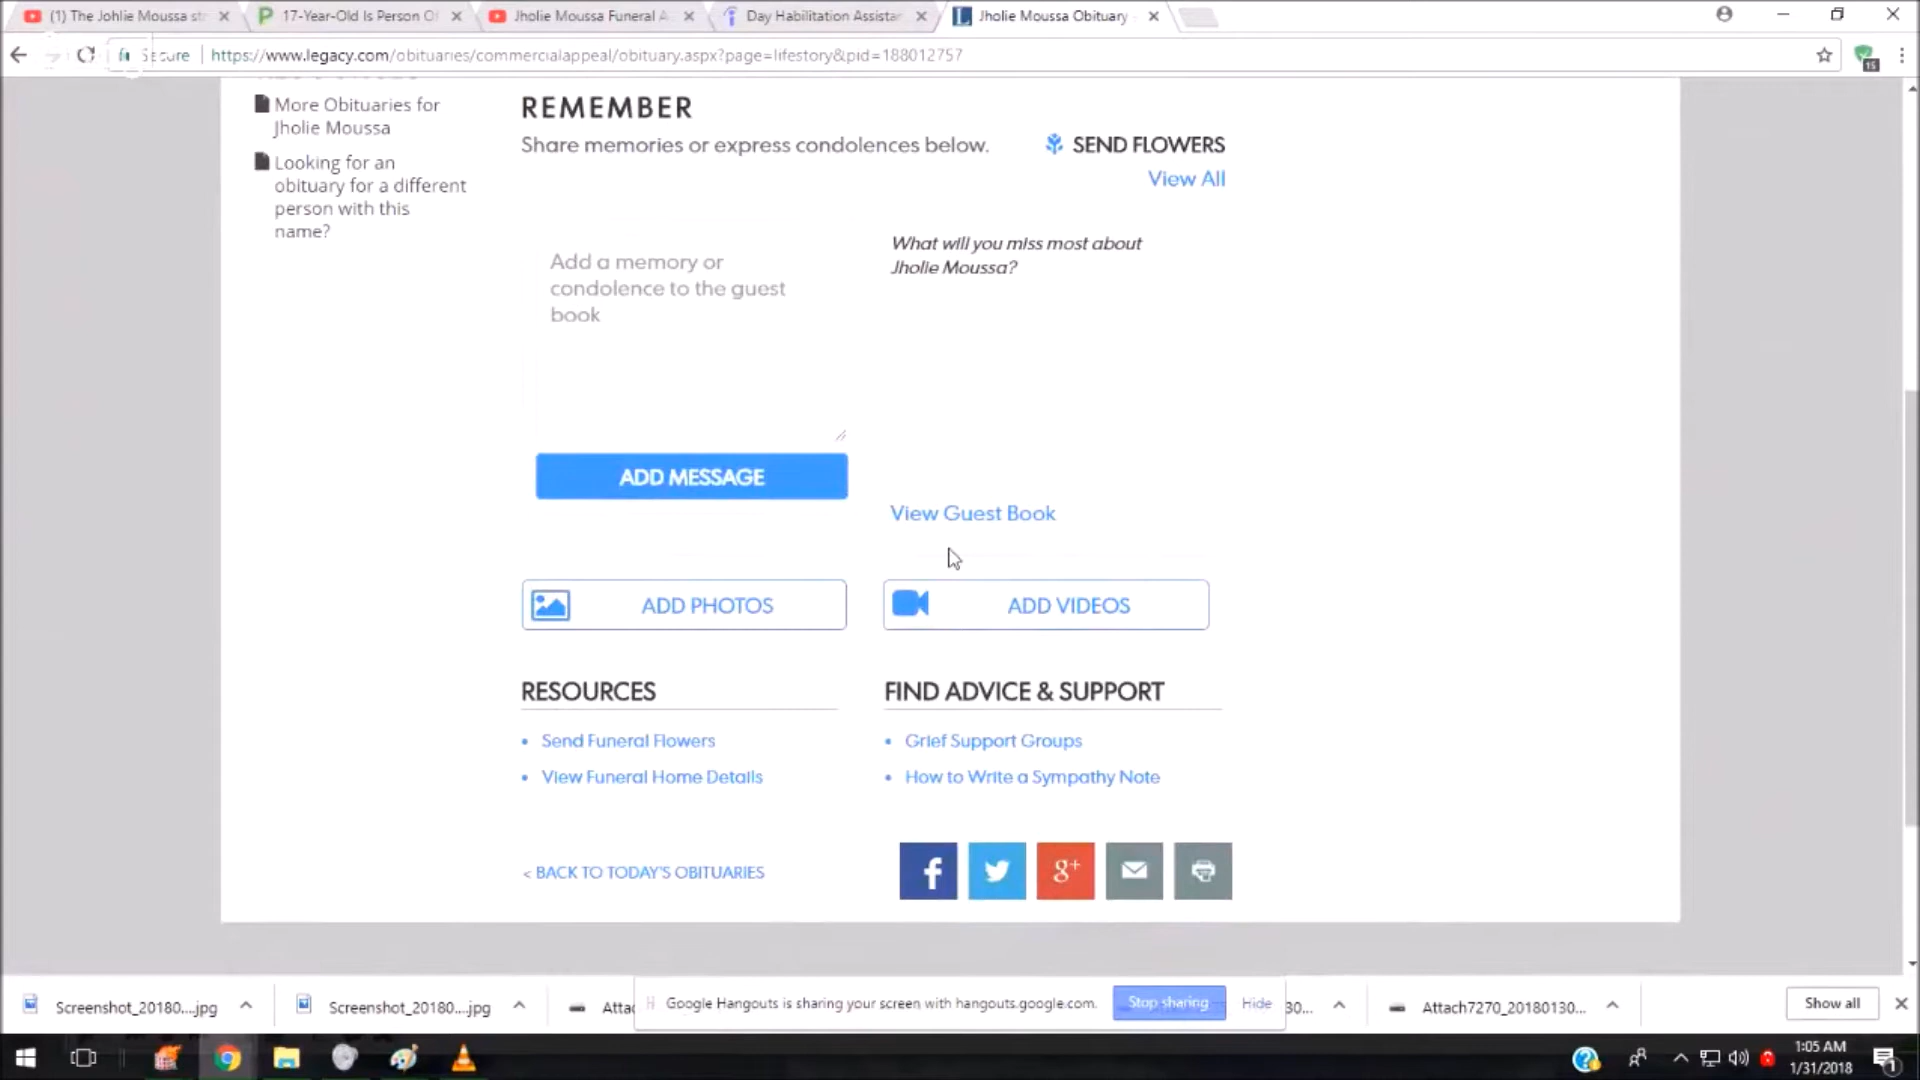 (1) The Johlie Moussa st
17-Year-Old Is Person Of
Jholie Moussa Funeral A
Day Habilitation Assistan
Jholie Moussa Obituary
Secure
https://www.legacy.com/obituaries/commercialappeal/obituary.aspx?page=lifestory&pid=188012757
15
More Obituaries for
Jholie Moussa
Looking for an
obituary for a different
person with this
name?
REMEMBER
Share memories or express condolences below.
SEND FLOWERS
View All
Add a memory or
condolence to the guest
book
What will you miss most about
Jholie Moussa?
ADD MESSAGE
View Guest Book
ADD PHOTOS
ADD VIDEOS
RESOURCES
• Send Funeral Flowers
• View Funeral Home Details
FIND ADVICE & SUPPORT
• Grief Support Groups
• How to Write a Sympathy Note
< BACK TO TODAY'S OBITUARIES
f
g+
Screenshot_20180....jpg
Screenshot_20180....jpg
Attac
Google Hangouts is sharing your screen with hangouts.google.com.
Stop sharing
Hide
30...
Attach7270_20180130...
Show all
1:05 AM
1/31/2018
1